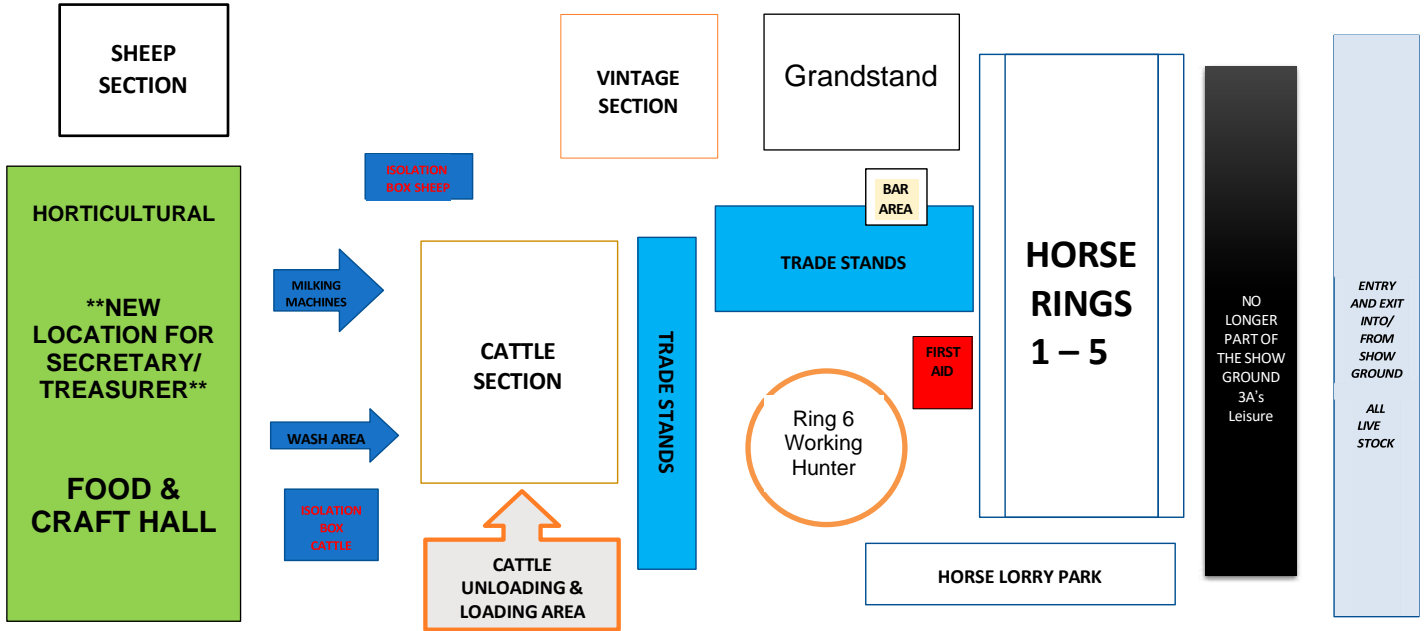 SHEEP
SECTION
VINTAGE
SECTION
Grandstand
ISOLATION
BOX SHEEP
BAR
AREA
HORTICULTURAL
**NEW
LOCATION FOR
SECRETARY/
TREASURER**
FOOD &
CRAFT HALL
MILKING
MACHINES
WASH AREA
ISOLATION
BOX
CATTLE
CATTLE
SECTION
CATTLE
UNLOADING &
LOADING AREA
TRADE STANDS
TRADE STANDS
FIRST
AID
Ring 6
Working
Hunter
HORSE
RINGS
1 – 5
HORSE LORRY PARK
NO
LONGER
PART OF
THE SHOW
GROUND
3A's
Leisure
ENTRY
AND EXIT
INTO/
FROM
SHOW
GROUND
ALL
LIVE
STOCK